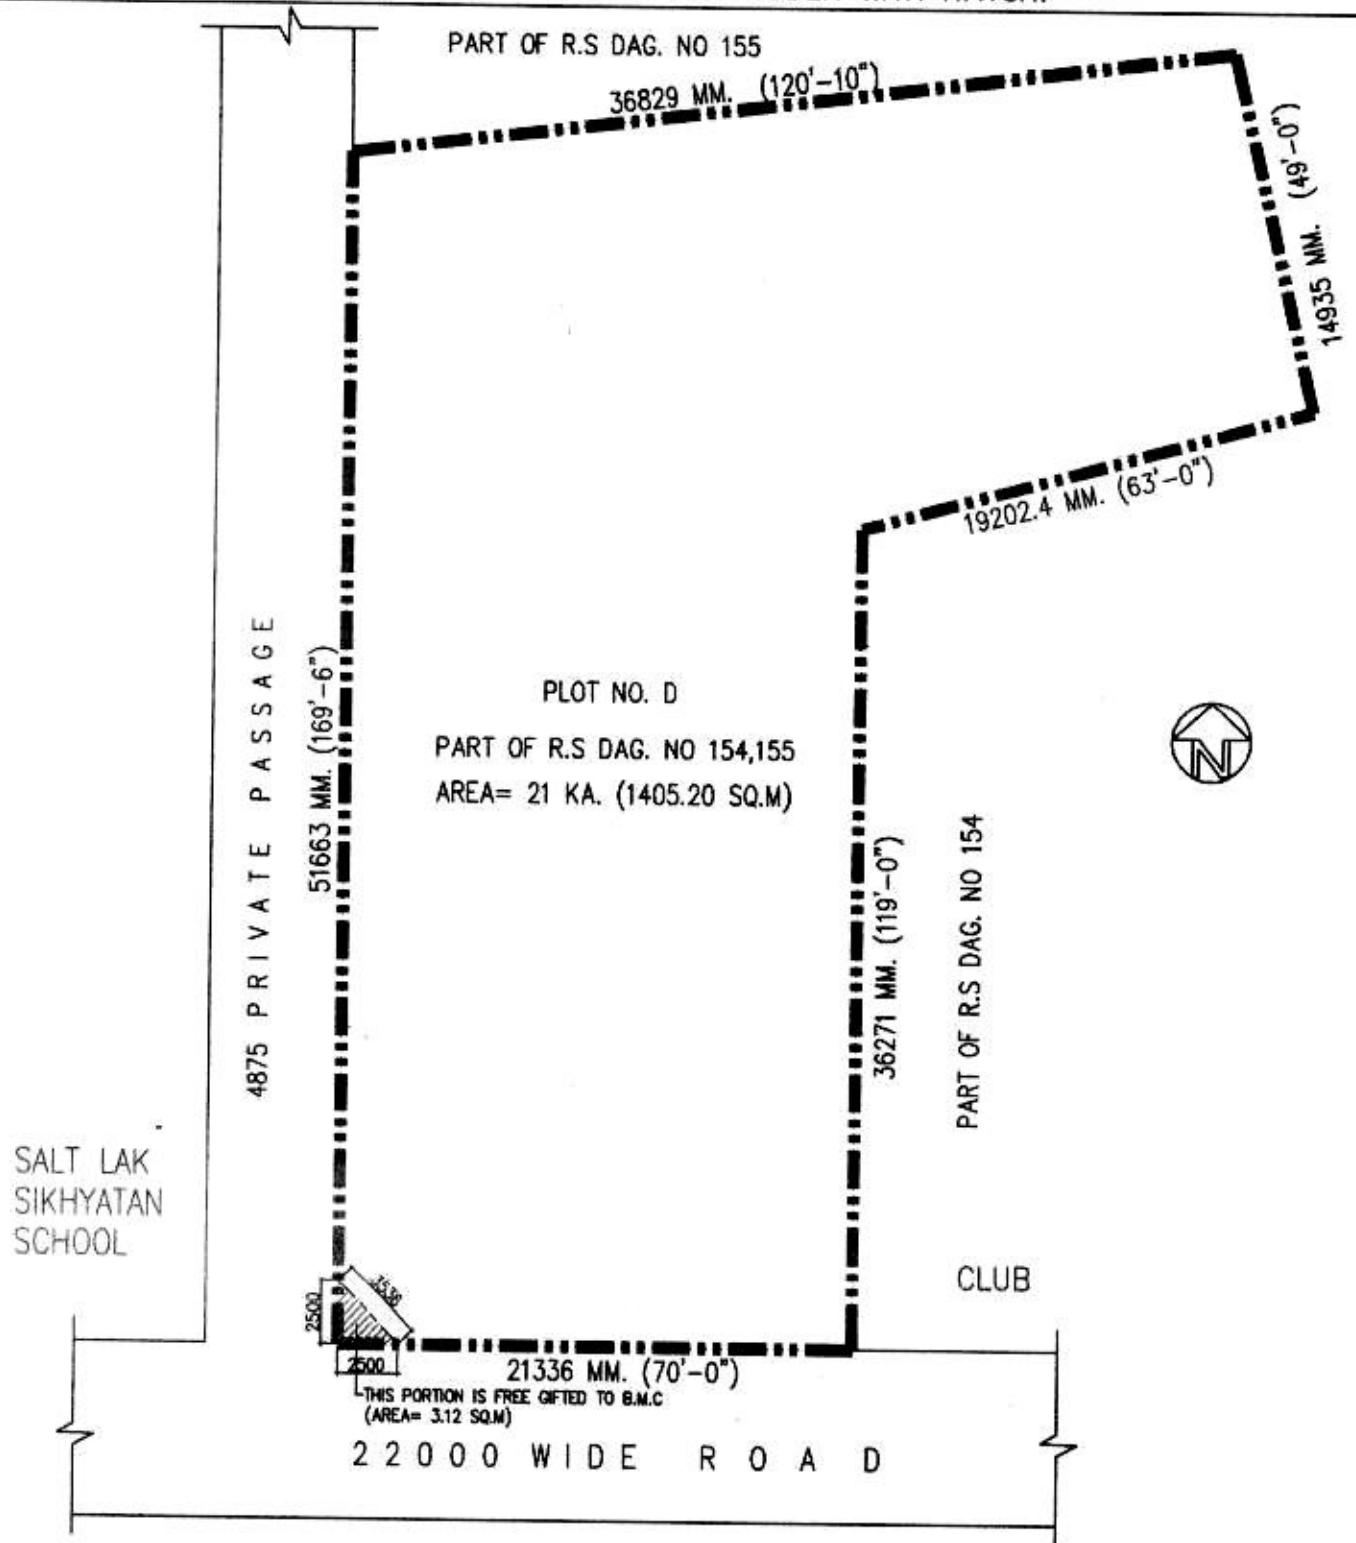 PART OF R.S DAG. NO 155
36829 MM. (120'-10")
14935 MM. (49'-0")
19202.4 MM. (63'-0")
4875 PRIVATE PASSAGE
51663 MM. (169'-6")
PLOT NO. D
PART OF R.S DAG. NO 154,155
AREA= 21 KA. (1405.20 SQ.M)
N
36271 MM. (119'-0")
PART OF R.S DAG. NO 154
SALT LAK
SIKHYATAN
SCHOOL
CLUB
2500
3536
2500
21336 MM. (70'-0")
THIS PORTION IS FREE GIFTED TO B.M.C
(AREA= 3.12 SQ.M)
22000 WIDE ROAD